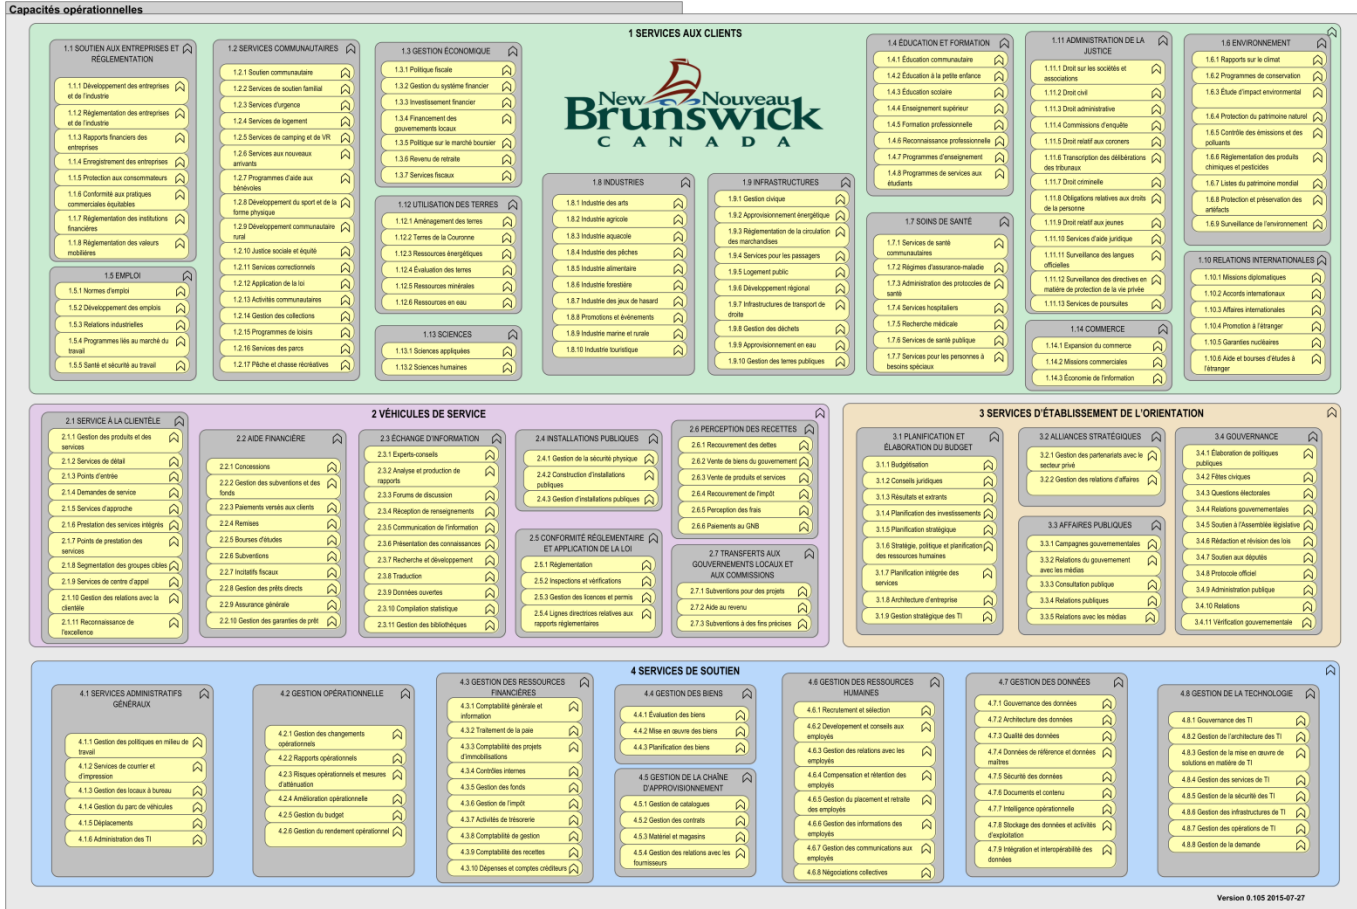 Capacités opérationnelles
1 SERVICES AUX CLIENTS
1.1 SOUTIEN AUX ENTREPRISES ET
RÉGLEMENTATION
1.1.1 Développement des entreprises
et de l'industrie
1.1.2 Réglementation des entreprises
et de l'industrie
1.1.3 Rapports financiers des
entreprises
1.1.4 Enregistrement des entreprises
1.1.5 Protection aux consommateurs
1.1.6 Conformité aux pratiques
commerciales équitables
1.1.7 Réglementation des institutions
financières
1.1.8 Réglementation des valeurs
mobilières
1.5 EMPLOI
1.5.1 Normes d'emploi
1.5.2 Développement des emplois
1.5.3 Relations industrielles
1.5.4 Programmes liés au marché du
travail
1.5.5 Santé et sécurité au travail
1.2 SERVICES COMMUNAUTAIRES
1.2.1 Soutien communautaire
1.2.2 Services de soutien familial
1.2.3 Services d'urgence
1.2.4 Services de logement
1.2.5 Services de camping et de VR
1.2.6 Services aux nouveaux
arrivants
1.2.7 Programmes d'aide aux
bénévoles
1.2.8 Développement du sport et de la
forme physique
1.2.9 Développement communautaire
rural
1.2.10 Justice sociale et équité
1.2.11 Services correctionnels
1.2.12 Application de la loi
1.2.13 Activités communautaires
1.2.14 Gestion des collections
1.2.15 Programmes de loisirs
1.2.16 Services des parcs
1.2.17 Pêche et chasse récréatives
1.3 GESTION ÉCONOMIQUE
1.3.1 Politique fiscale
1.3.2 Gestion du système financier
1.3.3 Investissement financier
1.3.4 Financement des
gouvernements locaux
1.3.5 Politique sur le marché boursier
1.3.6 Revenu de retraite
1.3.7 Services fiscaux
1.12 UTILISATION DES TERRES
1.12.1 Aménagement des terres
1.12.2 Terres de la Couronne
1.12.3 Ressources énergétiques
1.12.4 Évaluation des terres
1.12.5 Ressources minérales
1.12.6 Ressources en eau
1.13 SCIENCES
1.13.1 Sciences appliquées
1.13.2 Sciences humaines
New Nouveau
Brunswick
CANADA
1.8 INDUSTRIES
1.8.1 Industrie des arts
1.8.2 Industrie agricole
1.8.3 Industrie aquacole
1.8.4 Industrie des pêches
1.8.5 Industrie alimentaire
1.8.6 Industrie forestière
1.8.7 Industrie des jeux de hasard
1.8.8 Promotions et événements
1.8.9 Industrie marine et rurale
1.8.10 Industrie touristique
1.9 INFRASTRUCTURES
1.9.1 Gestion civique
1.9.2 Approvisionnement énergétique
1.9.3 Réglementation de la circulation
des marchandises
1.9.4 Services pour les passagers
1.9.5 Logement public
1.9.6 Développement régional
1.9.7 Infrastructures de transport de
droite
1.9.8 Gestion des déchets
1.9.9 Approvisionnement en eau
1.9.10 Gestion des terres publiques
1.4 ÉDUCATION ET FORMATION
1.4.1 Éducation communautaire
1.4.2 Éducation à la petite enfance
1.4.3 Éducation scolaire
1.4.4 Enseignement supérieur
1.4.5 Formation professionnelle
1.4.6 Reconnaissance professionnelle
1.4.7 Programmes d'enseignement
1.4.8 Programmes de services aux
étudiants
1.7 SOINS DE SANTÉ
1.7.1 Services de santé
communautaires
1.7.2 Régimes d'assurance-maladie
1.7.3 Administration des protocoles de
santé
1.7.4 Services hospitaliers
1.7.5 Recherche médicale
1.7.6 Services de santé publique
1.7.7 Services pour les personnes à
besoins spéciaux
1.11 ADMINISTRATION DE LA
JUSTICE
1.11.1 Droit sur les sociétés et
associations
1.11.2 Droit civil
1.11.3 Droit administrative
1.11.4 Commissions d'enquête
1.11.5 Droit relatif aux coroners
1.11.6 Transcription des délibérations
des tribunaux
1.11.7 Droit criminelle
1.11.8 Obligations relatives aux droits
de la personne
1.11.9 Droit relatif aux jeunes
1.11.10 Services d'aide juridique
1.11.11 Surveillance des langues
officielles
1.11.12 Surveillance des directives en
matière de protection de la vie privée
1.11.13 Services de poursuites
1.14 COMMERCE
1.14.1 Expansion du commerce
1.14.2 Missions commerciales
1.14.3 Économie de l'information
1.6 ENVIRONNEMENT
1.6.1 Rapports sur le climat
1.6.2 Programmes de conservation
1.6.3 Étude d'impact environmental
1.6.4 Protection du patrimoine naturel
1.6.5 Contrôle des émissions et des
polluants
1.6.6 Réglementation des produits
chimiques et pesticides
1.6.7 Listes du patrimoine mondial
1.6.8 Protection et préservation des
artéfacts
1.6.9 Surveillance de l'environnement
1.10 RELATIONS INTERNATIONALES
1.10.1 Missions diplomatiques
1.10.2 Accords internationaux
1.10.3 Affaires internationales
1.10.4 Promotion à l'étranger
1.10.5 Garanties nucléaires
1.10.6 Aide et bourses d'études à
l'étranger
2 VÉHICULES DE SERVICE
2.1 SERVICE À LA CLIENTÈLE
2.1.1 Gestion des produits et des
services
2.1.2 Services de détail
2.1.3 Points d'entrée
2.1.4 Demandes de service
2.1.5 Services d'approche
2.1.6 Prestation des services intégrés
2.1.7 Points de prestation des
services
2.1.8 Segmentation des groupes cibles
2.1.9 Services de centre d'appel
2.1.10 Gestion des relations avec la
clientèle
2.1.11 Reconnaissance de
l'excellence
2.2 AIDE FINANCIÈRE
2.2.1 Concessions
2.2.2 Gestion des subventions et des
fonds
2.2.3 Paiements versés aux clients
2.2.4 Remises
2.2.5 Bourses d'études
2.2.6 Subventions
2.2.7 Incitatifs fiscaux
2.2.8 Gestion des prêts directs
2.2.9 Assurance générale
2.2.10 Gestion des garanties de prêt
2.3 ÉCHANGE D'INFORMATION
2.3.1 Experts-conseils
2.3.2 Analyse et production de
rapports
2.3.3 Forums de discussion
2.3.4 Réception de renseignements
2.3.5 Communication de l'information
2.3.6 Présentation des connaissances
2.3.7 Recherche et développement
2.3.8 Traduction
2.3.9 Données ouvertes
2.3.10 Compilation statistique
2.3.11 Gestion des bibliothèques
2.4 INSTALLATIONS PUBLIQUES
2.4.1 Gestion de la sécurité physique
2.4.2 Construction d'installations
publiques
2.4.3 Gestion d'installations publiques
2.5 CONFORMITÉ RÉGLEMENTAIRE
ET APPLICATION DE LA LOI
2.5.1 Réglementation
2.5.2 Inspections et vérifications
2.5.3 Gestion des licences et permis
2.5.4 Lignes directrices relatives aux
rapports réglementaires
2.6 PERCEPTION DES RECETTES
2.6.1 Recouvrement des dettes
2.6.2 Vente de biens du gouvernement
2.6.3 Vente de produits et services
2.6.4 Recouvrement de l'impôt
2.6.5 Perception des frais
2.6.6 Paiements au GNB
2.7 TRANSFERTS AUX
GOUVERNEMENTS LOCAUX ET
AUX COMMISSIONS
2.7.1 Subventions pour des projets
2.7.2 Aide au revenu
2.7.3 Subventions à des fins précises
3 SERVICES D'ÉTABLISSEMENT DE L'ORIENTATION
3.1 PLANIFICATION ET
ÉLABORATION DU BUDGET
3.1.1 Budgétisation
3.1.2 Conseils juridiques
3.1.3 Résultats et extrants
3.1.4 Planification des investissements
3.1.5 Planification stratégique
3.1.6 Stratégie, politique et planification
des ressources humaines
3.1.7 Planification intégrée des
services
3.1.8 Architecture d'entreprise
3.1.9 Gestion stratégique des TI
3.2 ALLIANCES STRATÉGIQUES
3.2.1 Gestion des partenariats avec le
secteur privé
3.2.2 Gestion des relations d'affaires
3.3 AFFAIRES PUBLIQUES
3.3.1 Campagnes gouvernementales
3.3.2 Relations du gouvernement
avec les médias
3.3.3 Consultation publique
3.3.4 Relations publiques
3.3.5 Relations avec les médias
3.4 GOUVERNANCE
3.4.1 Élaboration de politiques
publiques
3.4.2 Fêtes civiques
3.4.3 Questions électorales
3.4.4 Relations gouvernementales
3.4.5 Soutien à l'Assemblée législative
3.4.6 Rédaction et révision des lois
3.4.7 Soutien aux députés
3.4.8 Protocole officiel
3.4.9 Administration publique
3.4.10 Relations
3.4.11 Vérification gouvernementale
4 SERVICES DE SOUTIEN
4.1 SERVICES ADMINISTRATIFS
GÉNÉRAUX
4.1.1 Gestion des politiques en milieu de
travail
4.1.2 Services de courrier et
d'impression
4.1.3 Gestion des locaux à bureau
4.1.4 Gestion du parc de véhicules
4.1.5 Déplacements
4.1.6 Administration des TI
4.2 GESTION OPÉRATIONNELLE
4.2.1 Gestion des changements
opérationnels
4.2.2 Rapports opérationnels
4.2.3 Risques opérationnels et mesures
d'atténuation
4.2.4 Amélioration opérationnelle
4.2.5 Gestion du budget
4.2.6 Gestion du rendement opérationnel
4.3 GESTION DES RESSOURCES
FINANCIÈRES
4.3.1 Comptabilité générale et
information
4.3.2 Traitement de la paie
4.3.3 Comptabilité des projets
d'immobilisations
4.3.4 Contrôles internes
4.3.5 Gestion des fonds
4.3.6 Gestion de l'impôt
4.3.7 Activités de trésorerie
4.3.8 Comptabilité de gestion
4.3.9 Comptabilité des recettes
4.3.10 Dépenses et comptes créditeurs
4.4 GESTION DES BIENS
4.4.1 Évaluation des biens
4.4.2 Mise en œuvre des biens
4.4.3 Planification des biens
4.5 GESTION DE LA CHAÎNE
D'APPROVISIONNEMENT
4.5.1 Gestion de catalogues
4.5.2 Gestion des contrats
4.5.3 Matériel et magasins
4.5.4 Gestion des relations avec les
fournisseurs
4.6 GESTION DES RESSOURCES
HUMAINES
4.6.1 Recrutement et sélection
4.6.2 Developement et conseils aux
employés
4.6.3 Gestion des relations avec les
employés
4.6.4 Compensation et rétention des
employés
4.6.5 Gestion du placement et retraite
des employés
4.6.6 Gestion des informations des
employés
4.6.7 Gestion des communications aux
employés
4.6.8 Négociations collectives
4.7 GESTION DES DONNÉES
4.7.1 Gouvernance des données
4.7.2 Architecture des données
4.7.3 Qualité des données
4.7.4 Données de référence et données
maîtres
4.7.5 Sécurité des données
4.7.6 Documents et contenu
4.7.7 Intelligence opérationnelle
4.7.8 Stockage des données et activités
d'exploitation
4.7.9 Intégration et interopérabilité des
données
4.8 GESTION DE LA TECHNOLOGIE
4.8.1 Gouvernance des TI
4.8.2 Gestion de l'architecture des TI
4.8.3 Gestion de la mise en œuvre de
solutions en matière de TI
4.8.4 Gestion des services de TI
4.8.5 Gestion de la sécurité des TI
4.8.6 Gestion des infrastructures de TI
4.8.7 Gestion des opérations de TI
4.8.8 Gestion de la demande
Version 0.105 2015-07-27